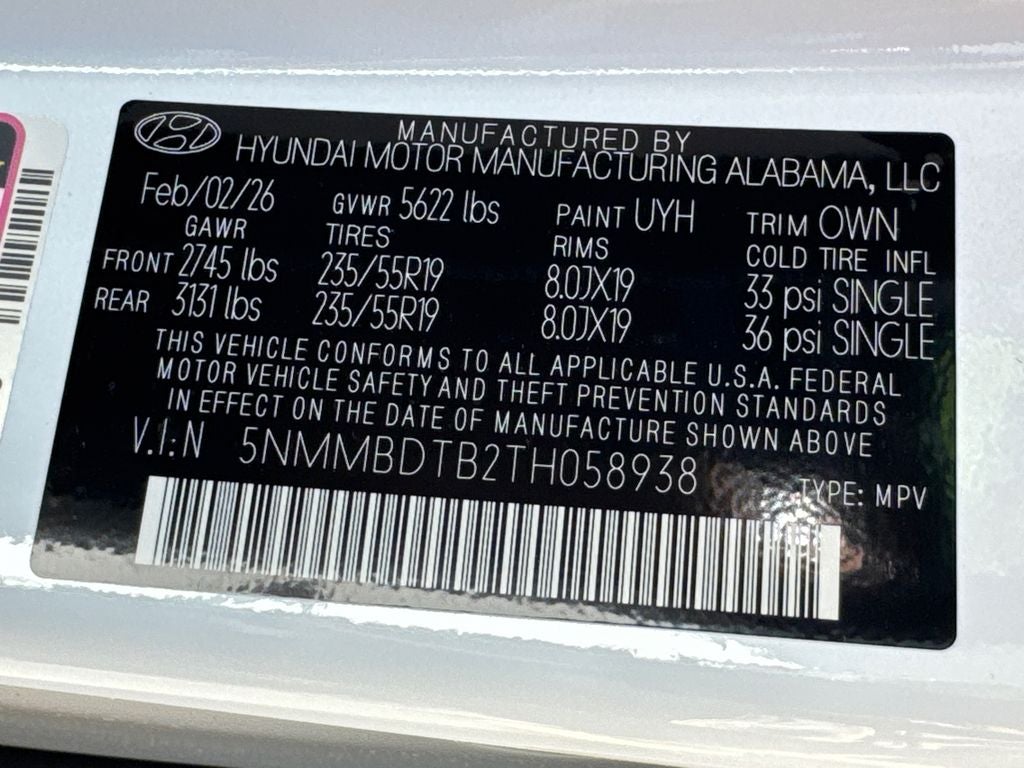 MANUFACTURED BY
HYUNDAI MOTOR MANUFACTURING ALABAMA, LLC
Feb/02/26 GVWR 5622 lbs PAINT UYH TRIM OWN
GAWR TIRES RIMS COLD TIRE INFL
FRONT 2745 lbs 235/55R19 8.0JX19 33 psi SINGLE
REAR 3131 lbs 235/55R19 8.0JX19 36 psi SINGLE
THIS VEHICLE CONFORMS TO ALL APPLICABLE U.S.A. FEDERAL
MOTOR VEHICLE SAFETY AND THEFT PREVENTION STANDARDS
IN EFFECT ON THE DATE OF MANUFACTURE SHOWN ABOVE
V.I:N 5NMMBDTB2TH058938 TYPE: MPV